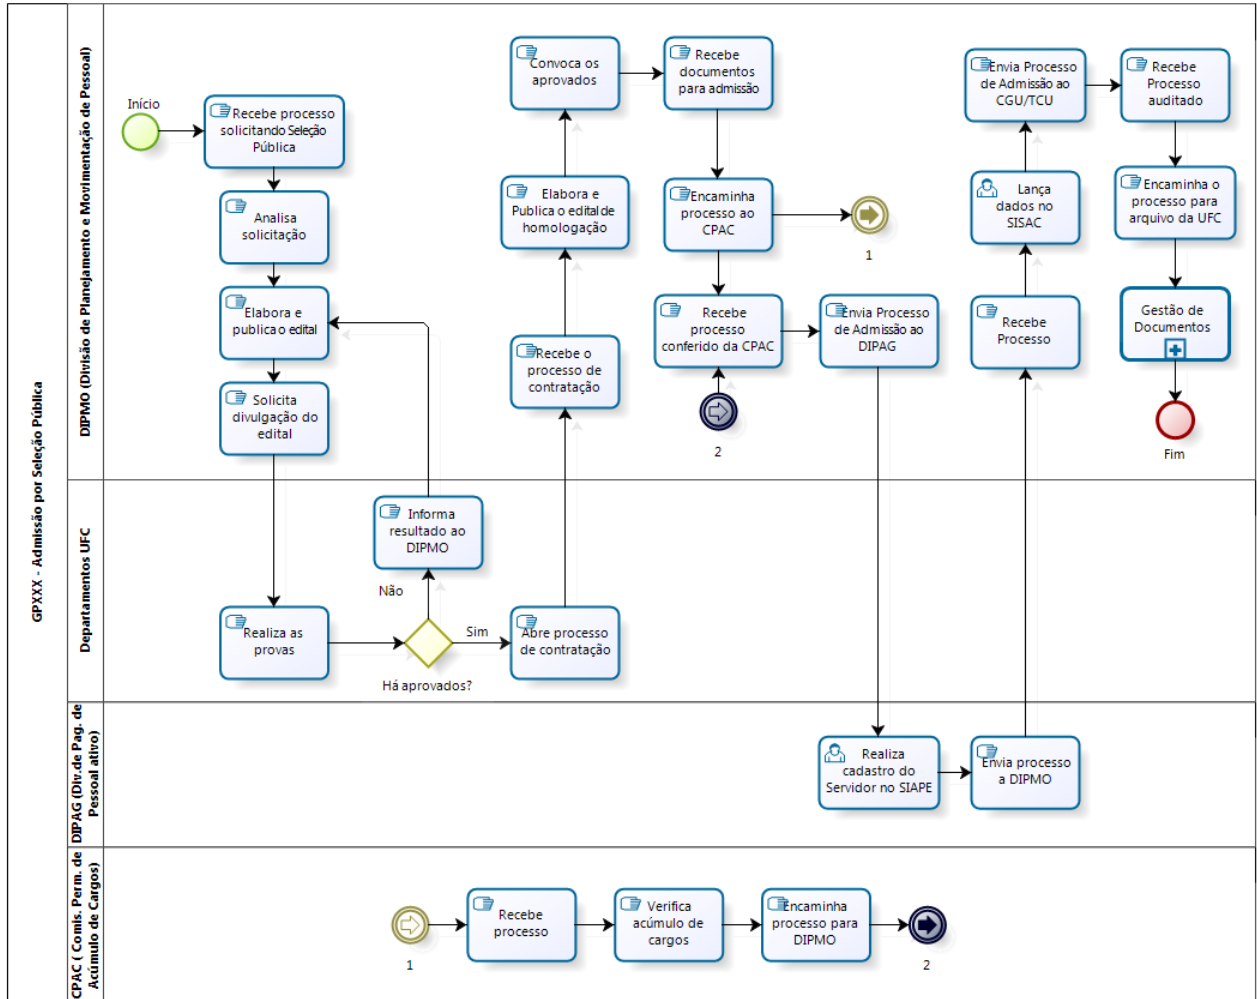 GPXXX - Admissão por Seleção Pública
DIPMO (Divisão de Planejamento e Movimentação de Pessoal)
Início
Recebe processo
solicitando Seleção
Pública
Analisa
solicitação
Elabora e
publica o edital
Solicita
divulgação do
edital
Convoca os
aprovados
Recebe
documentos
para admissão
Elabora e
Publica o edital de
homologação
Encaminha
processo ao
CPAC
1
Recebe o
processo de
contratação
Recebe
processo
conferido da CPAC
2
Envia Processo
de Admissão ao
DIPAG
Envia Processo
de Admissão ao
CGU/TCU
Recebe
Processo
auditado
Lança
dados no
SISAC
Encaminha o
processo para
arquivo da UFC
Recebe
Processo
Gestão de
Documentos
Fim
Departamentos UFC
Informa
resultado ao
DIPMO
Não
Realiza as
provas
Há aprovados?
Sim
Abre processo
de contratação
DIPAG (Div.de Pag. de
Pessoal ativo)
Realiza
cadastro do
Servidor no SIAPE
Envia processo
a DIPMO
CPAC ( Comis. Perm. de
Acúmulo de Cargos)
1
Recebe
processo
Verifica
acúmulo de
cargos
Encaminha
processo para
DIPMO
2